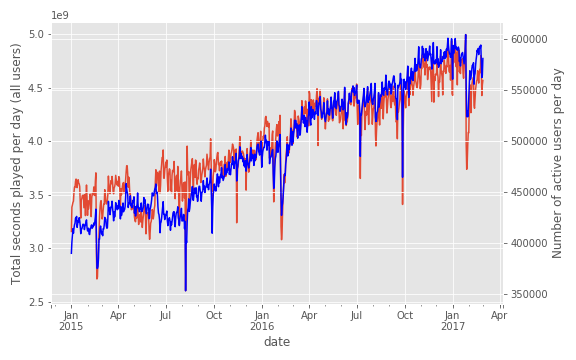 1e9
5.0
4.5
4.0
3.5
3.0
2.5
Total seconds played per day (all users)
600000
550000
500000
450000
400000
350000
Number of active users per day
Jan Apr Jul Oct Jan Apr Jul Oct Jan Apr
2015 2016 2017
date